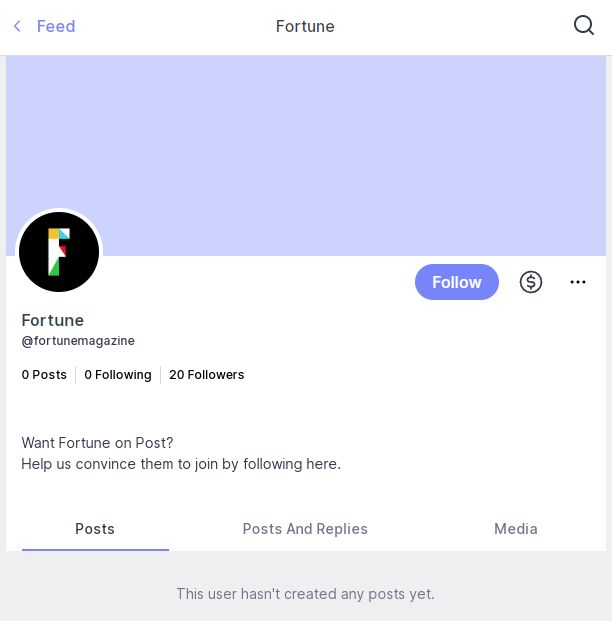 Feed
Fortune
Follow
Fortune
@fortunemagazine
0 Posts
0 Following
20 Followers
Want Fortune on Post?
Help us convince them to join by following here.
Posts
Posts And Replies
Media
This user hasn't created any posts yet.